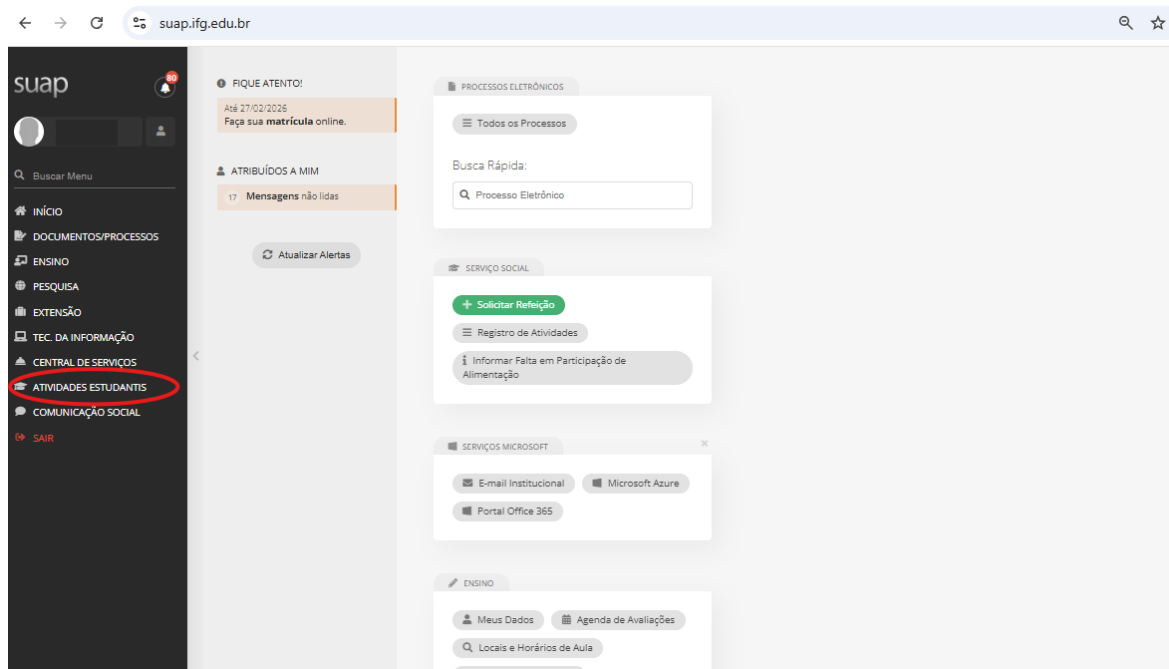 suap.ifg.edu.br
suap
80
Buscar Menu
INÍCIO
DOCUMENTOS/PROCESSOS
ENSINO
PESQUISA
EXTENSÃO
TEC. DA INFORMAÇÃO
CENTRAL DE SERVIÇOS
ATIVIDADES ESTUDANTIS
COMUNICAÇÃO SOCIAL
SAIR
FIQUE ATENTO!
Até 27/02/2026
Faça sua matrícula online.
ATRIBUÍDOS A MIM
17 Mensagens não lidas
Atualizar Alertas
PROCESSOS ELETRÔNICOS
Todos os Processos
Busca Rápida:
Processo Eletrônico
SERVIÇO SOCIAL
Solicitar Refeição
Registro de Atividades
Informar Falta em Participação de
Alimentação
SERVIÇOS MICROSOFT
E-mail Institucional
Microsoft Azure
Portal Office 365
ENSINO
Meus Dados
Agenda de Avaliações
Locais e Horários de Aula